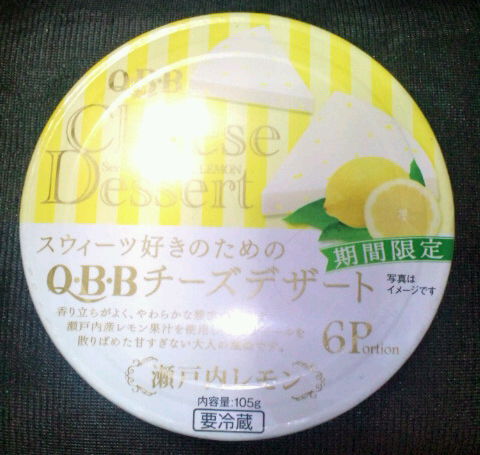 Q·B·B
Cheese
LEMON
Dessert
スウィーツ好きのための
期間限定
Q·B·Bチーズデザート
写真は
イメージです
香り立ちがよく、やわらかな
瀬戸内産レモン果汁を使用
散りばめた甘すぎない大人の
6Portion
瀬戸内レモン
内容量:105g
要冷蔵